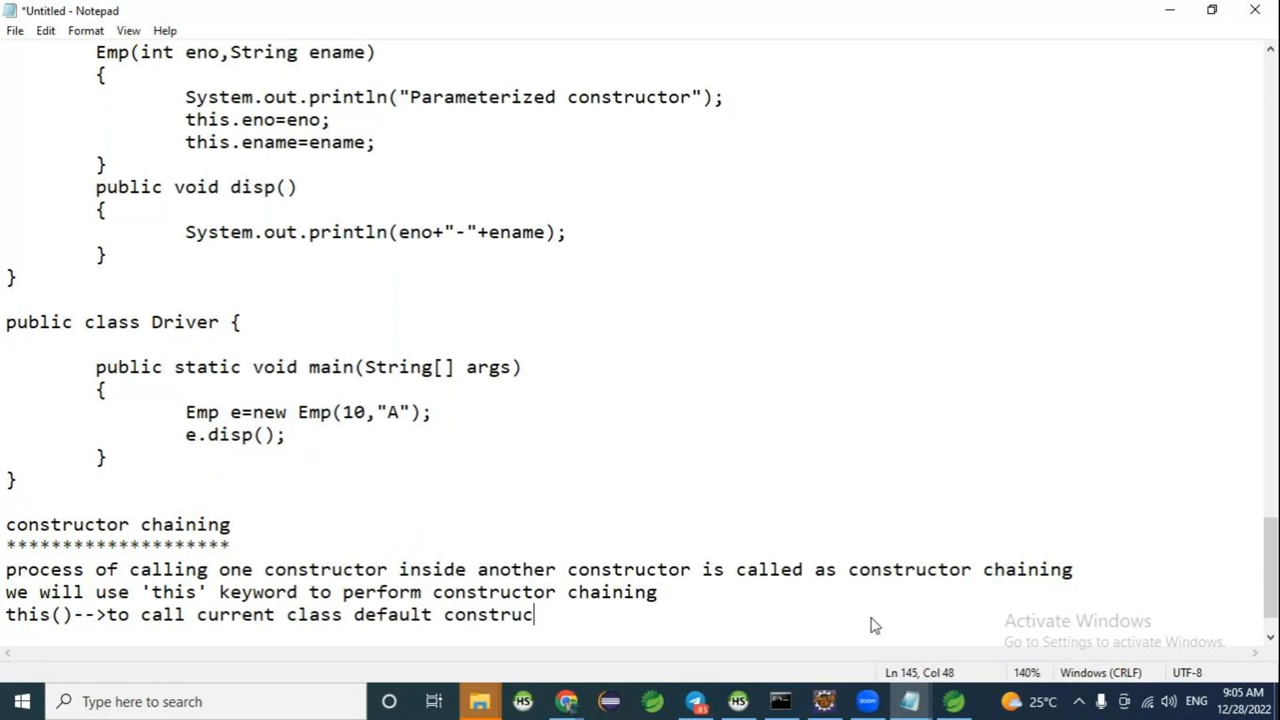 *Untitled - Notepad
File Edit Format View Help
Emp(int eno,String ename)
{
System.out.println("Parameterized constructor");
this.eno=eno;
this.ename=ename;
}
public void disp()
{
System.out.println(eno+"-"+ename);
}
}
public class Driver {
public static void main(String[] args)
{
Emp e=new Emp(10,"A");
e.disp();
}
}
constructor chaining
********************
process of calling one constructor inside another constructor is called as constructor chaining
we will use 'this' keyword to perform constructor chaining
this()-->to call current class default construc
Activate Windows
Go to Settings to activate Windows.
Ln 145, Col 48 140% Windows (CRLF) UTF-8
Type here to search HS 85 HS zoom 25°C ENG 9:05 AM
12/28/2022